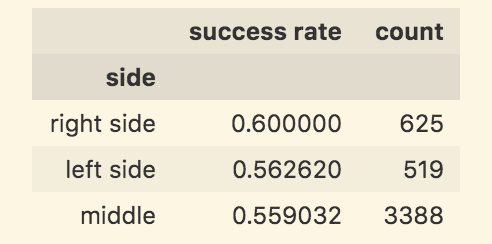 success rate count
side
right side 0.600000 625
left side 0.562620 519
middle 0.559032 3388